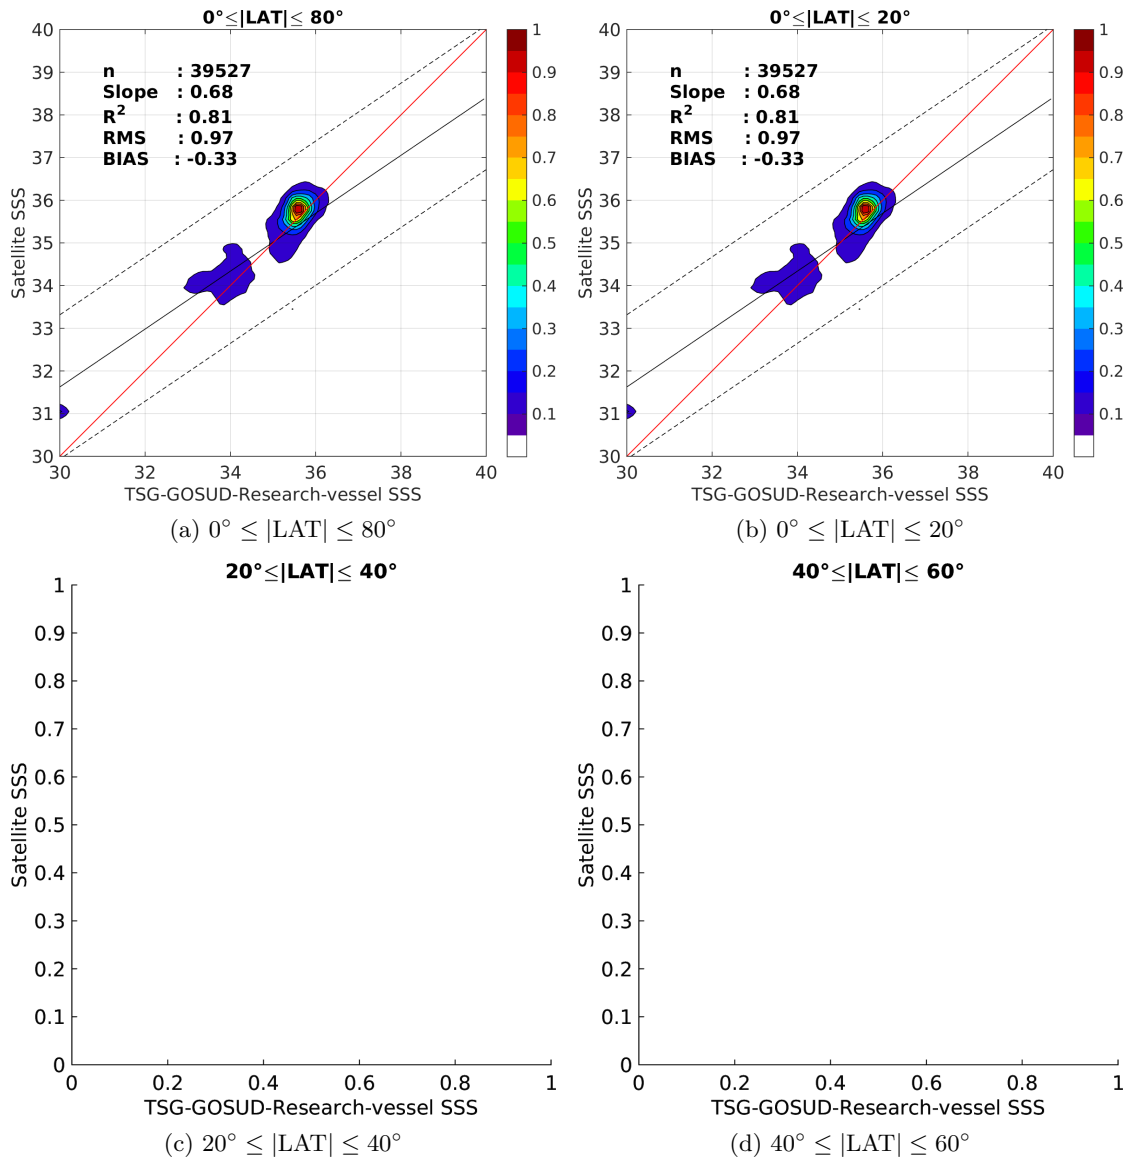 0°≤|LAT|≤ 80°
40
39
38
37
36
35
34
33
32
31
30
n : 39527
Slope : 0.68
R² : 0.81
RMS : 0.97
BIAS : -0.33
Satellite SSS
30 32 34 36 38 40
TSG-GOSUD-Research-vessel SSS
1
0.9
0.8
0.7
0.6
0.5
0.4
0.3
0.2
0.1
(a) 0° ≤ |LAT| ≤ 80°
0°≤|LAT|≤ 20°
40
39
38
37
36
35
34
33
32
31
30
n : 39527
Slope : 0.68
R² : 0.81
RMS : 0.97
BIAS : -0.33
Satellite SSS
30 32 34 36 38 40
TSG-GOSUD-Research-vessel SSS
1
0.9
0.8
0.7
0.6
0.5
0.4
0.3
0.2
0.1
(b) 0° ≤ |LAT| ≤ 20°
20°≤|LAT|≤ 40°
1
0.9
0.8
0.7
0.6
0.5
0.4
0.3
0.2
0.1
0
Satellite SSS
0 0.2 0.4 0.6 0.8 1
TSG-GOSUD-Research-vessel SSS
(c) 20° ≤ |LAT| ≤ 40°
40°≤|LAT|≤ 60°
1
0.9
0.8
0.7
0.6
0.5
0.4
0.3
0.2
0.1
0
Satellite SSS
0 0.2 0.4 0.6 0.8 1
TSG-GOSUD-Research-vessel SSS
(d) 40° ≤ |LAT| ≤ 60°